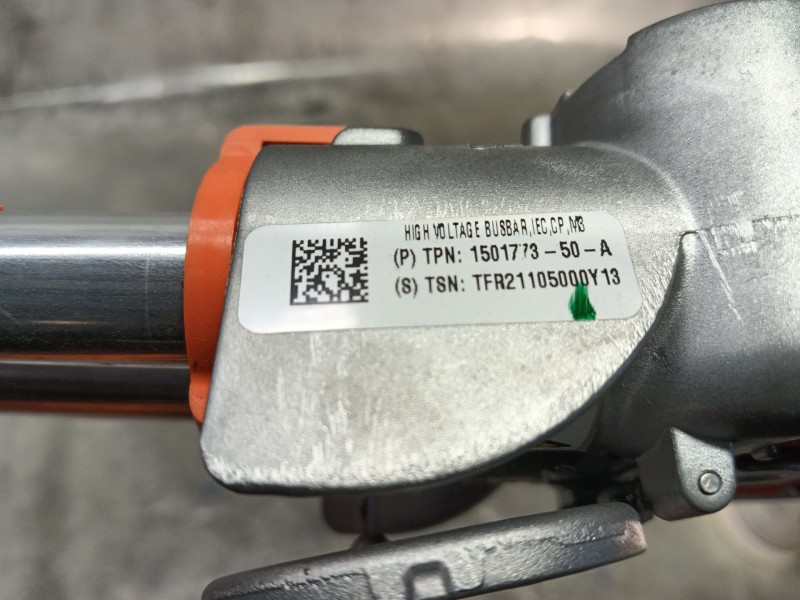 HIGH VOLTAGE BUSBAR,IEC,CP,M3
(P) TPN: 1501773-50-A
(S) TSN: TFR21105000Y13